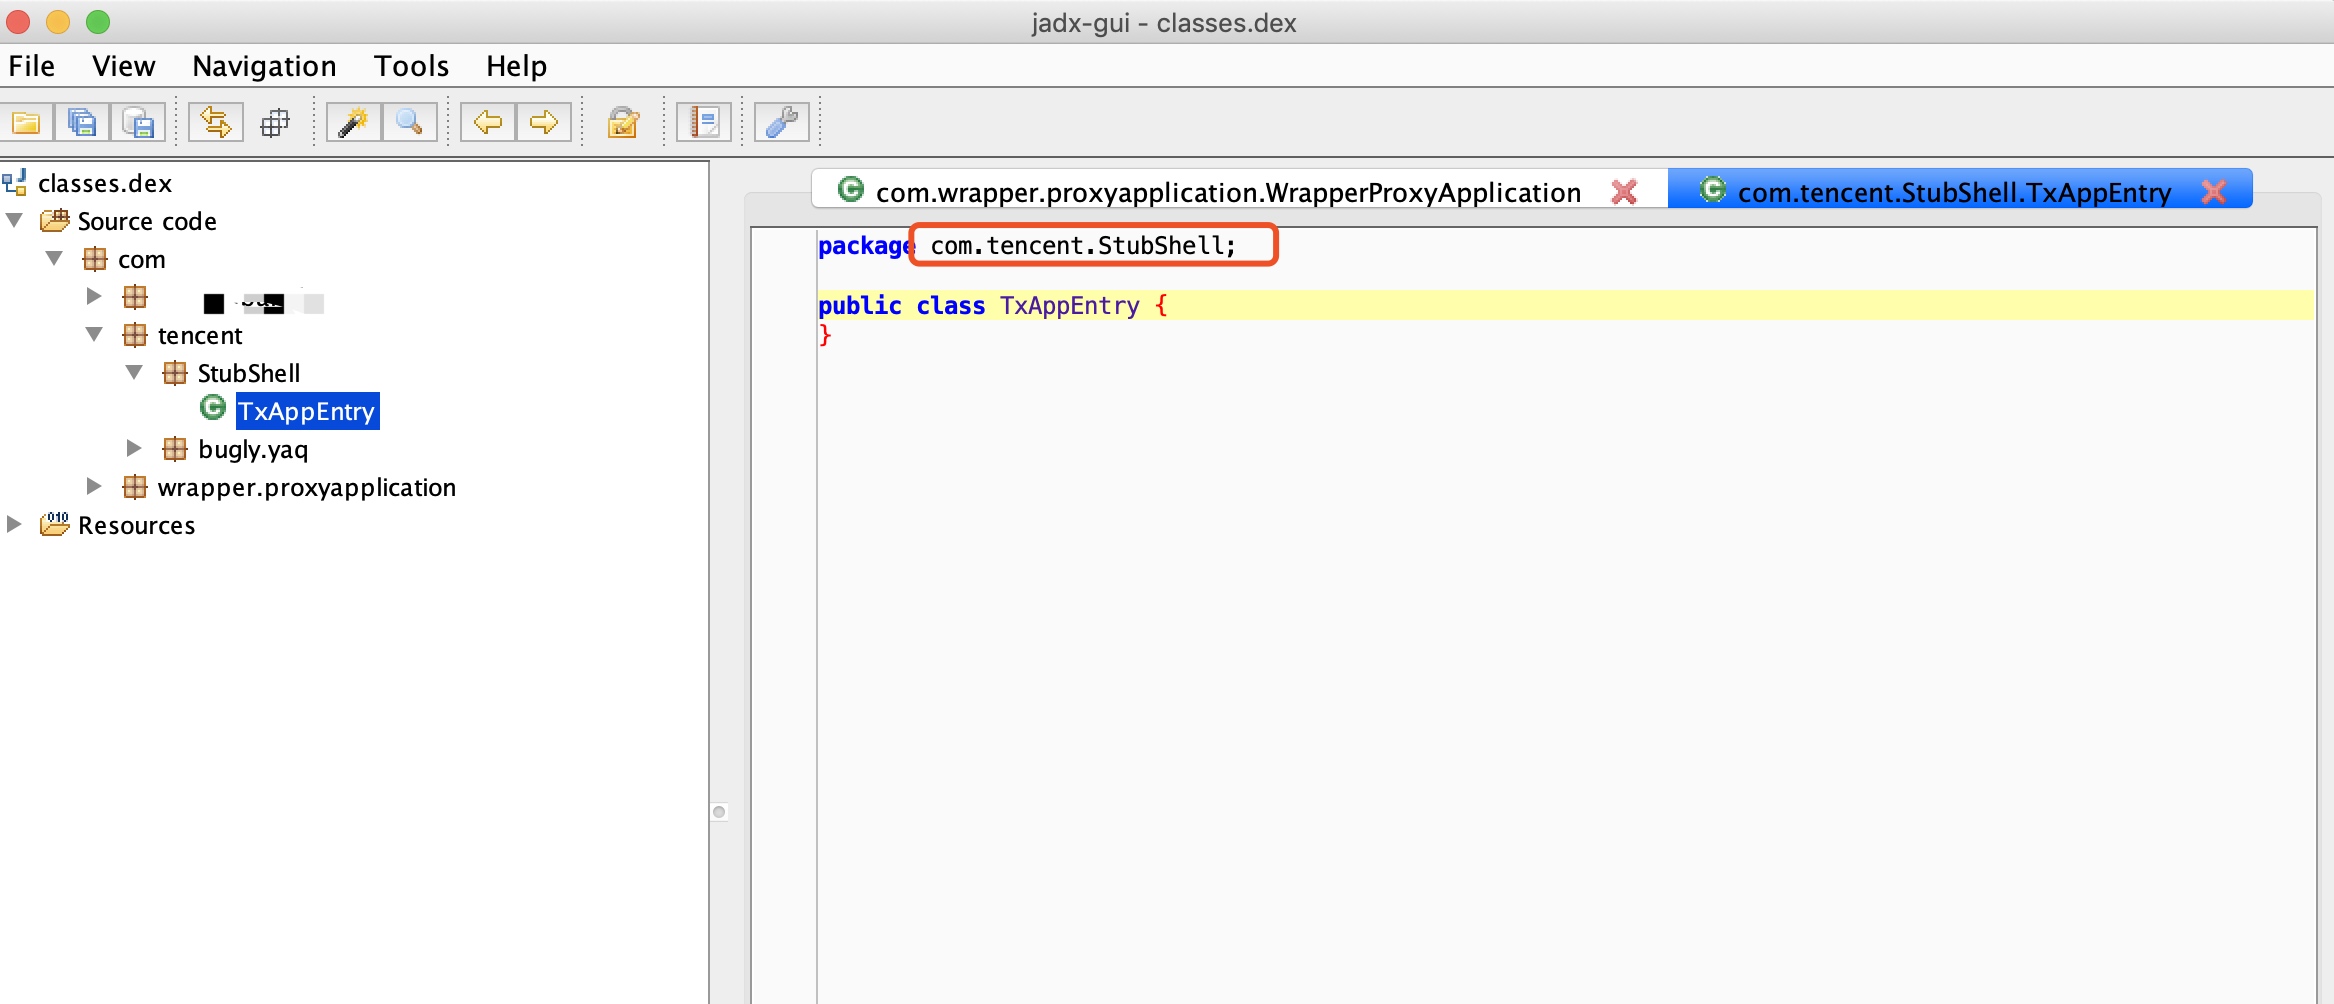 jadx-gui - classes.dex
File View Navigation Tools Help
classes.dex
Source code
com
tencent
StubShell
TxAppEntry
bugly.yaq
wrapper.proxyapplication
Resources
com.wrapper.proxyapplication.WrapperProxyApplication com.tencent.StubShell.TxAppEntry
package com.tencent.StubShell;
public class TxAppEntry {
}